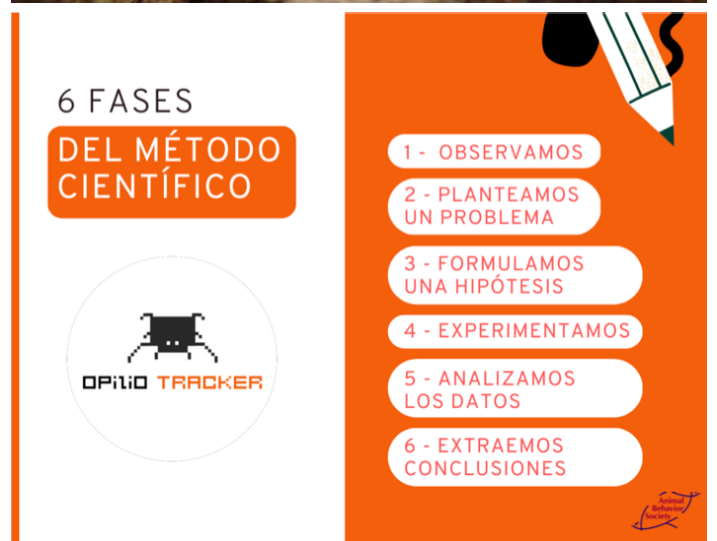 6 FASES
DEL MÉTODO
CIENTÍFICO
OPiliO TRACKER
1 - OBSERVAMOS
2 - PLANTEAMOS
UN PROBLEMA
3 - FORMULAMOS
UNA HIPÓTESIS
4 - EXPERIMENTAMOS
5 - ANALIZAMOS
LOS DATOS
6 - EXTRAEMOS
CONCLUSIONES
Animal
Behavior
Society